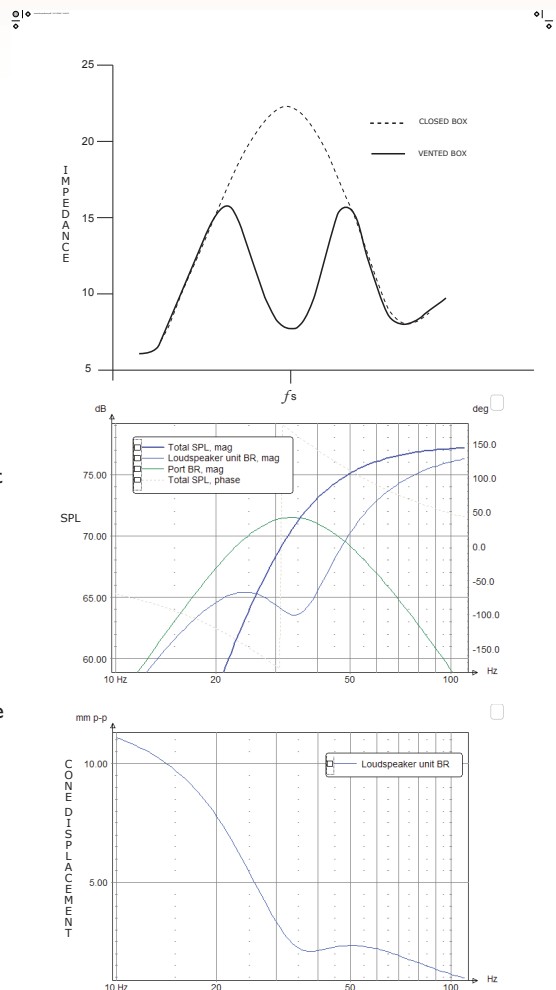 25
20
15
10
5
IMPEDANCE
CLOSED BOX
VENTED BOX
fs
dB
deg
Total SPL, mag
Loudspeaker unit BR, mag
Port BR, mag
Total SPL, phase
75.00
70.00
65.00
60.00
SPL
150.0
100.0
50.0
0.0
-50.0
-100.0
-150.0
10 Hz
20
50
100
Hz
mm p-p
Loudspeaker unit BR
10.00
5.00
CONE DISPLACEMENT
10 Hz
20
50
100
Hz